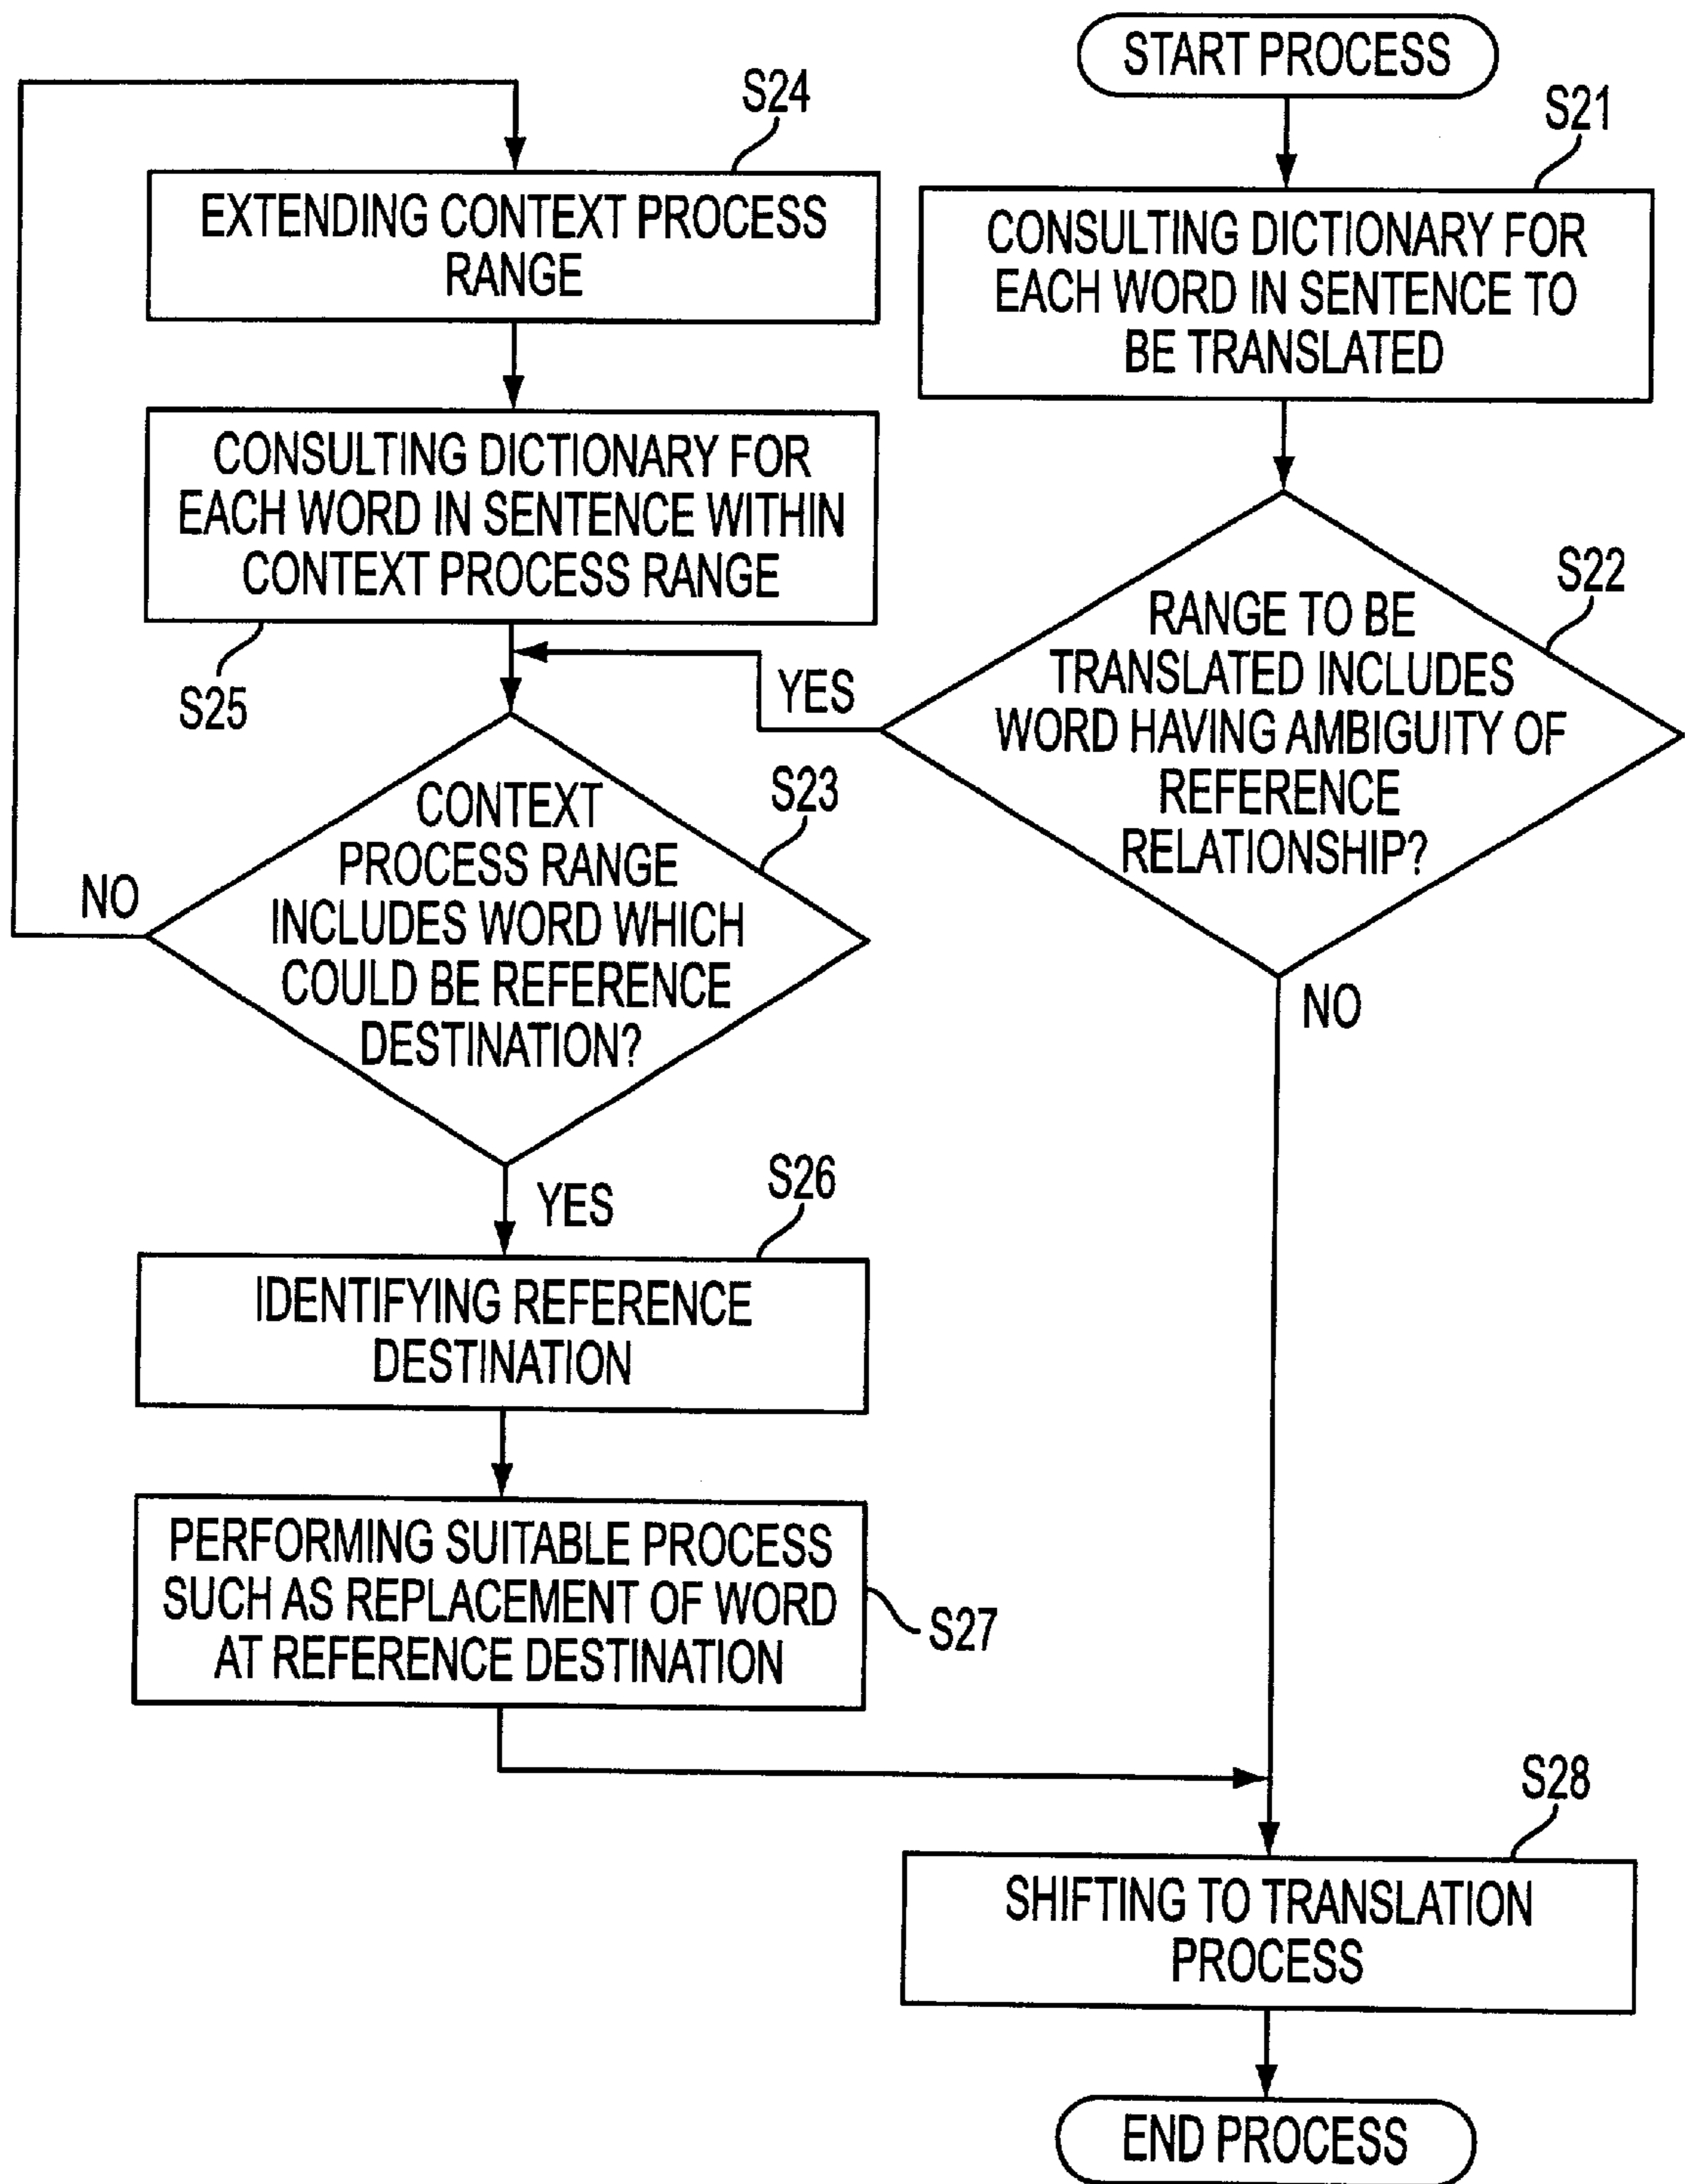 START PROCESS
S21
CONSULTING DICTIONARY FOR
EACH WORD IN SENTENCE TO
BE TRANSLATED
S22
RANGE TO BE
TRANSLATED INCLUDES
WORD HAVING AMBIGUITY OF
REFERENCE
RELATIONSHIP?
YES
NO
S24
EXTENDING CONTEXT PROCESS
RANGE
CONSULTING DICTIONARY FOR
EACH WORD IN SENTENCE WITHIN
CONTEXT PROCESS RANGE
S25
S23
CONTEXT
PROCESS RANGE
INCLUDES WORD WHICH
COULD BE REFERENCE
DESTINATION?
NO
YES
S26
IDENTIFYING REFERENCE
DESTINATION
PERFORMING SUITABLE PROCESS
SUCH AS REPLACEMENT OF WORD
AT REFERENCE DESTINATION
S27
S28
SHIFTING TO TRANSLATION
PROCESS
END PROCESS